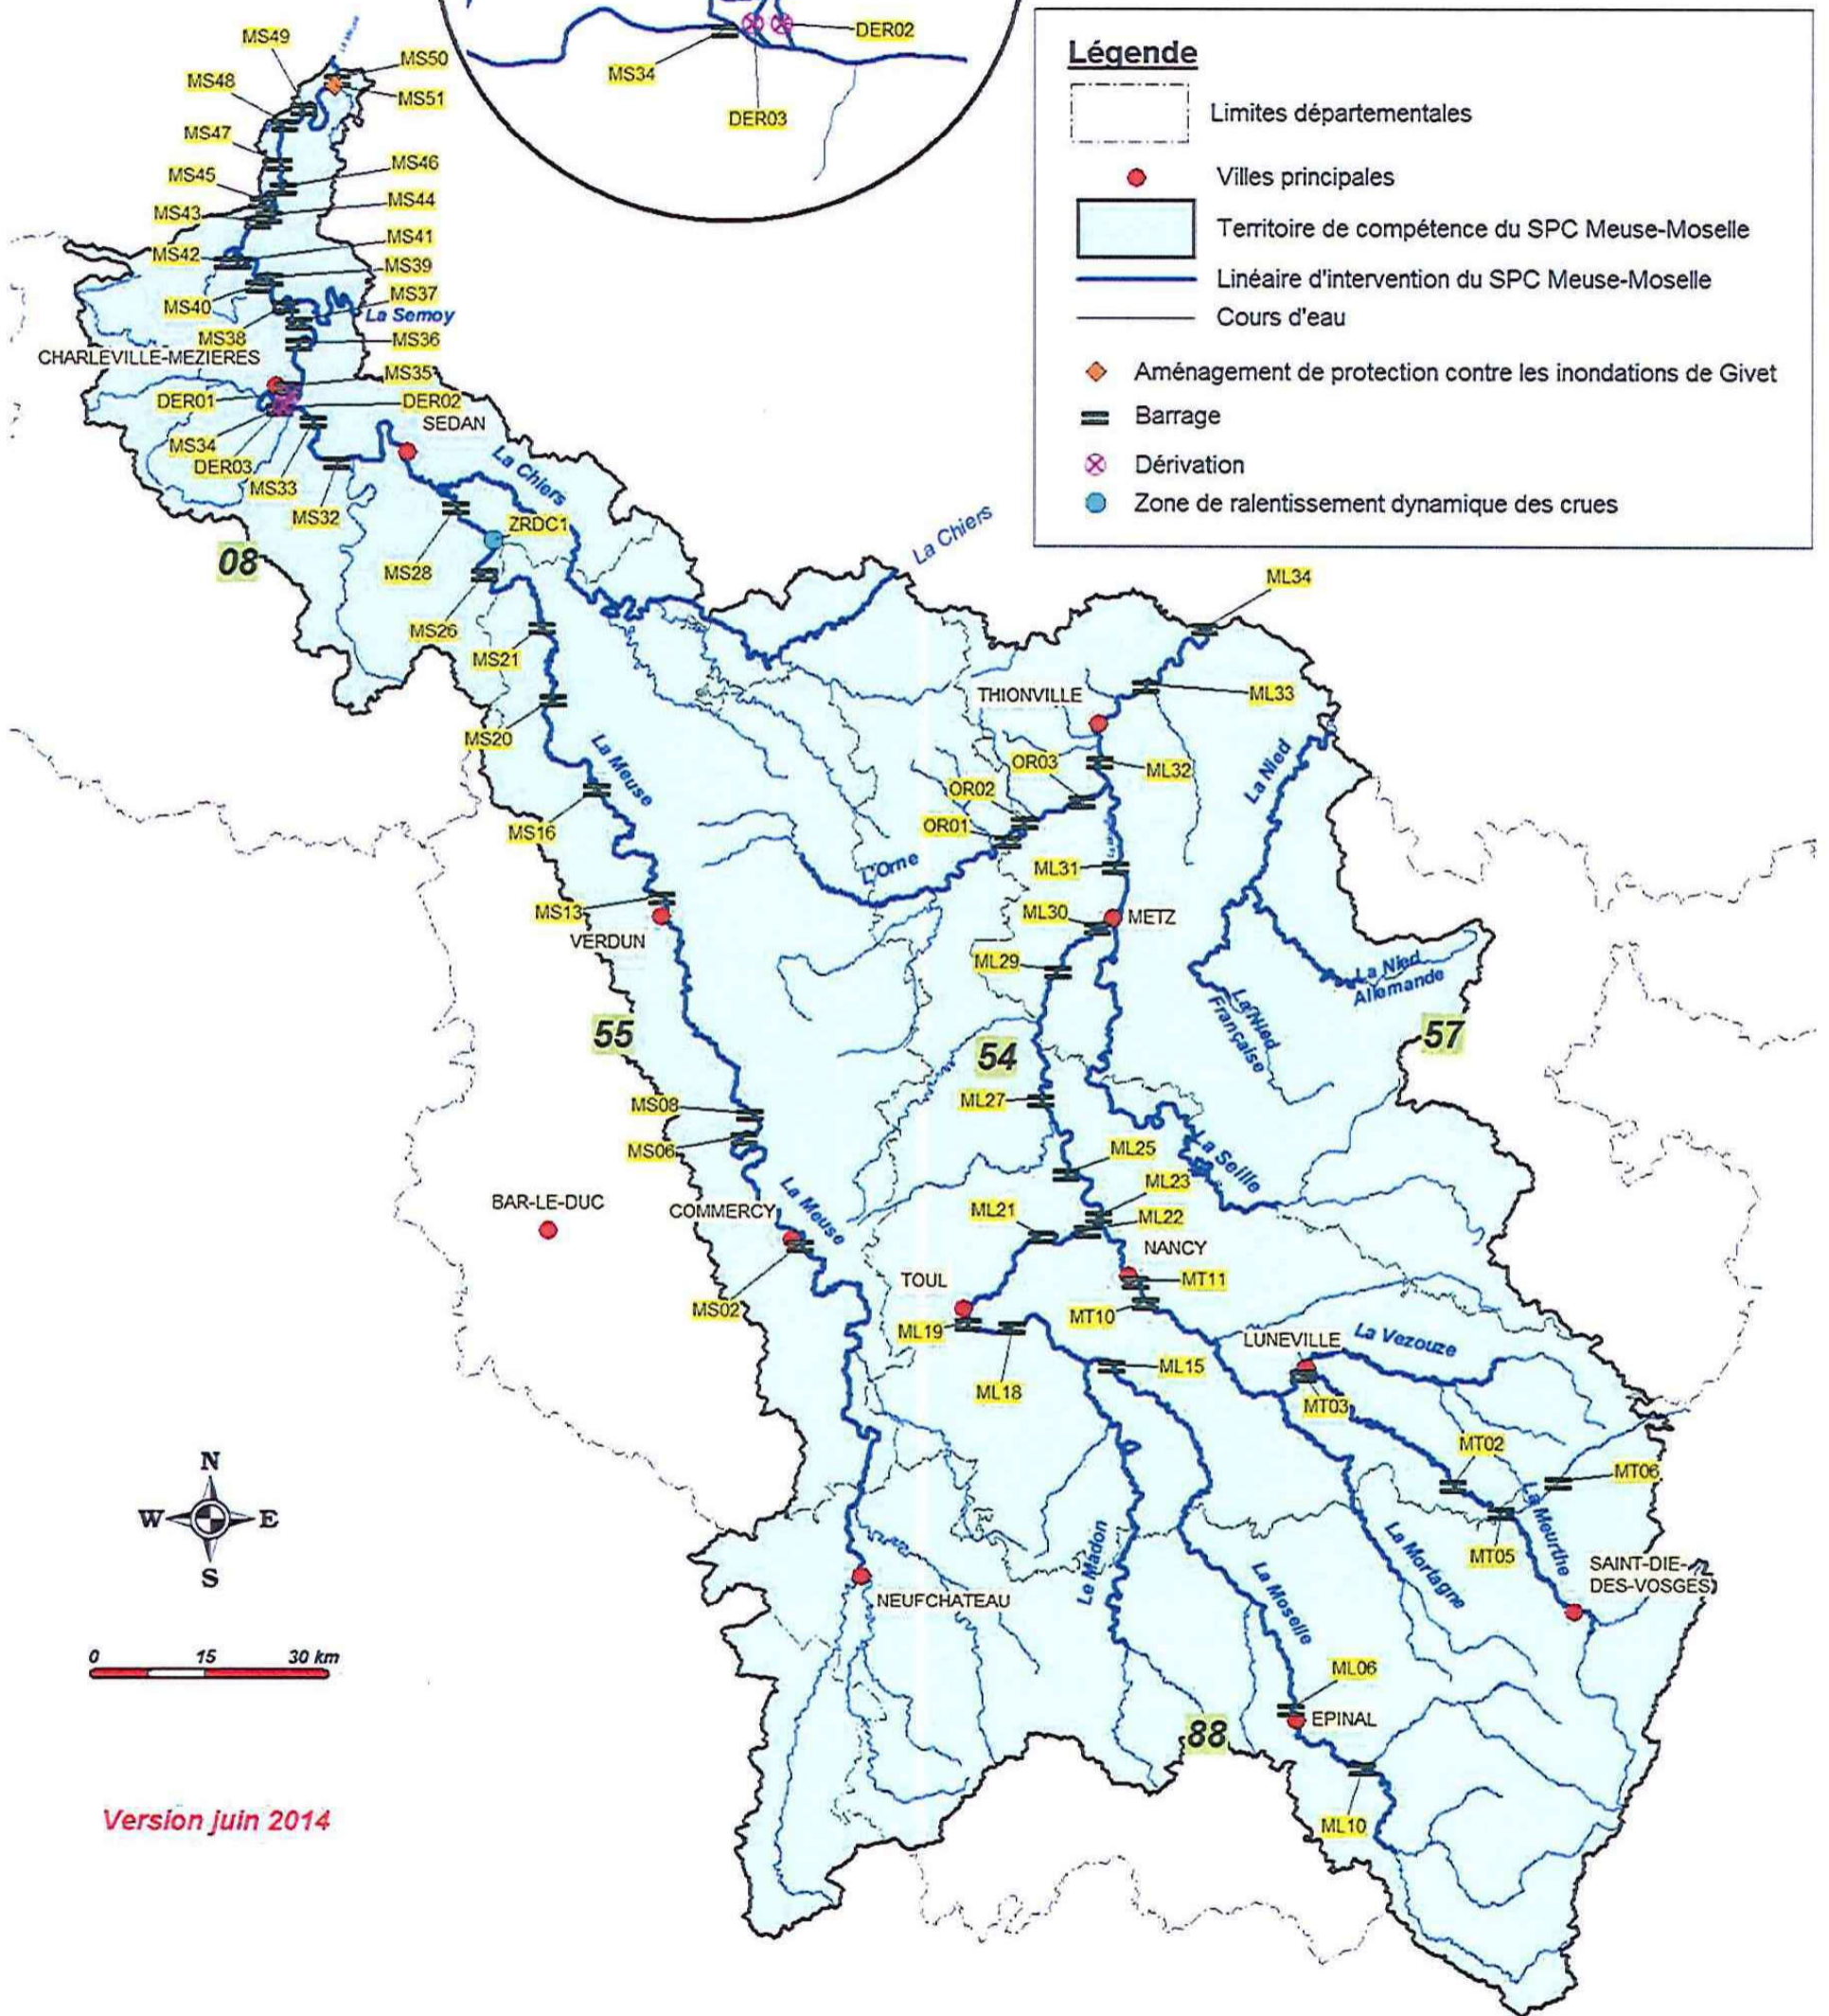 MS49
MS50
MS48
MS51
MS47
MS46
MS45
MS44
MS43
MS41
MS42
MS39
MS40
MS37
La Semoy
MS38
MS36
CHARLEVILLE-MEZIERES
MS35
DER01
DER02
SEDAN
MS34
DER03
MS33
MS32
La Chiers
ZRDC1
08
MS28
MS26
MS21
MS20
La Meuse
MS16
MS13
VERDUN
55
MS08
MS06
BAR-LE-DUC
COMMERCY
La Meuse
MS02
DER02
MS34
DER03
Légende
Limites départementales
Villes principales
Territoire de compétence du SPC Meuse-Moselle
Linéaire d'intervention du SPC Meuse-Moselle
Cours d'eau
Aménagement de protection contre les inondations de Givet
Barrage
Dérivation
Zone de ralentissement dynamique des crues
La Chiers
ML34
THIONVILLE
ML33
OR03
ML32
La Nied
OR02
OR01
L'Orne
ML31
ML30
METZ
ML29
La Nied
Allemande
La Nied
Française
54
57
ML27
ML25
La Seille
ML23
ML21
ML22
NANCY
TOUL
MT11
MT10
ML19
LUNEVILLE
La Vezouze
ML15
ML18
MT03
MT02
MT06
La Meurthe
MT05
SAINT-DIE-
DES-VOSGES
La Mortagne
Le Madon
La Moselle
NEUFCHATEAU
ML06
EPINAL
88
ML10
N
W
E
S
0
15
30 km
Version juin 2014